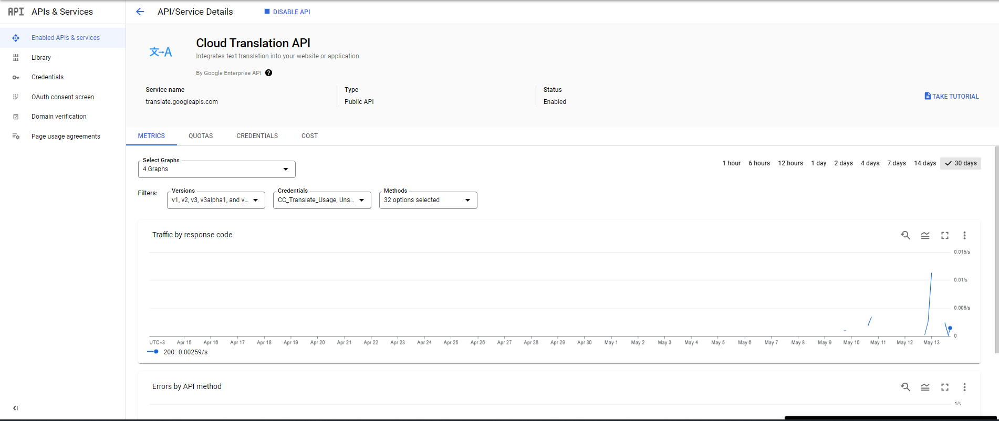 API APIs & Services
API/Service Details
DISABLE API
Enabled APIs & services
Library
Credentials
OAuth consent screen
Domain verification
Page usage agreements
文→A
Cloud Translation API
Integrates text translation into your website or application.
By Google Enterprise API ?
Service name
translate.googleapis.com
Type
Public API
Status
Enabled
TAKE TUTORIAL
METRICS QUOTAS CREDENTIALS COST
Select Graphs
4 Graphs
1 hour 6 hours 12 hours 1 day 2 days 4 days 7 days 14 days 30 days
Filters:
Versions
v1, v2, v3, v3alpha1, and v...
Credentials
CC_Translate_Usage, Uns...
Methods
32 options selected
Traffic by response code
0.015/s
0.01/s
0.005/s
0
UTC+3 Apr 15 Apr 16 Apr 17 Apr 18 Apr 19 Apr 20 Apr 21 Apr 22 Apr 23 Apr 24 Apr 25 Apr 26 Apr 27 Apr 28 Apr 29 Apr 30 May 1 May 2 May 3 May 4 May 5 May 6 May 7 May 8 May 9 May 10 May 11 May 12 May 13
200: 0.00259/s
Errors by API method
1/s